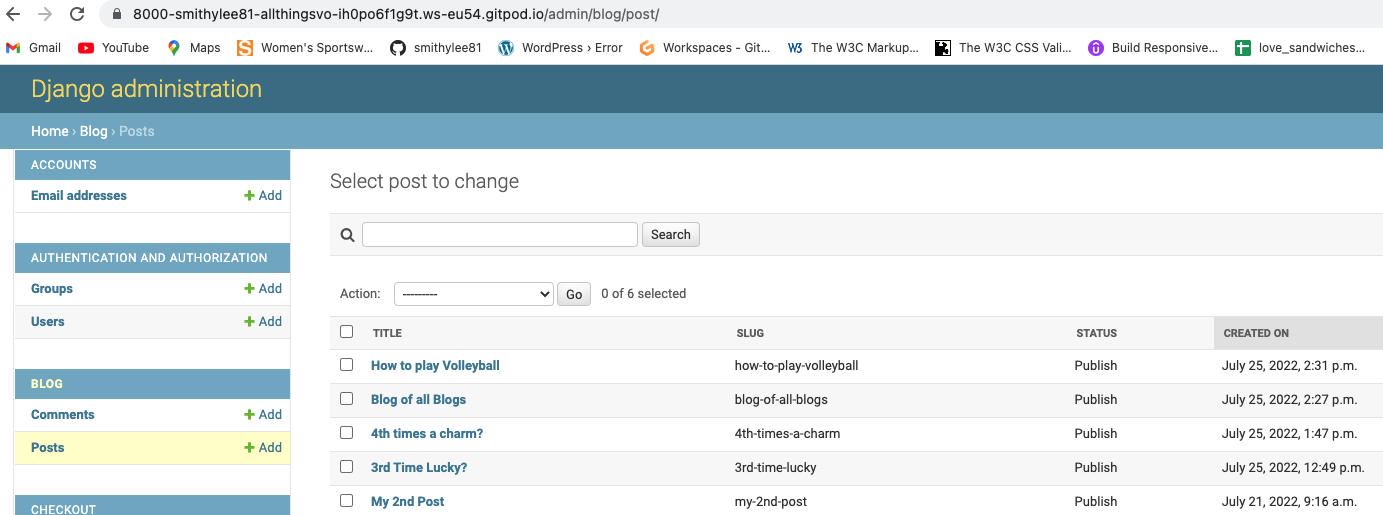 8000-smithylee81-allthingsvo-ih0po6f1g9t.ws-eu54.gitpod.io/admin/blog/post/
Gmail YouTube Maps Women's Sportsw... smithylee81 WordPress › Error Workspaces - Git... The W3C Markup... The W3C CSS Vali... Build Responsive... love_sandwiches...
Django administration
Home › Blog › Posts
ACCOUNTS
Email addresses + Add
AUTHENTICATION AND AUTHORIZATION
Groups + Add
Users + Add
BLOG
Comments + Add
Posts + Add
CHECKOUT
Select post to change
Search
Action: --------- Go 0 of 6 selected
TITLE SLUG STATUS CREATED ON
How to play Volleyball how-to-play-volleyball Publish July 25, 2022, 2:31 p.m.
Blog of all Blogs blog-of-all-blogs Publish July 25, 2022, 2:27 p.m.
4th times a charm? 4th-times-a-charm Publish July 25, 2022, 1:47 p.m.
3rd Time Lucky? 3rd-time-lucky Publish July 25, 2022, 12:49 p.m.
My 2nd Post my-2nd-post Publish July 21, 2022, 9:16 a.m.